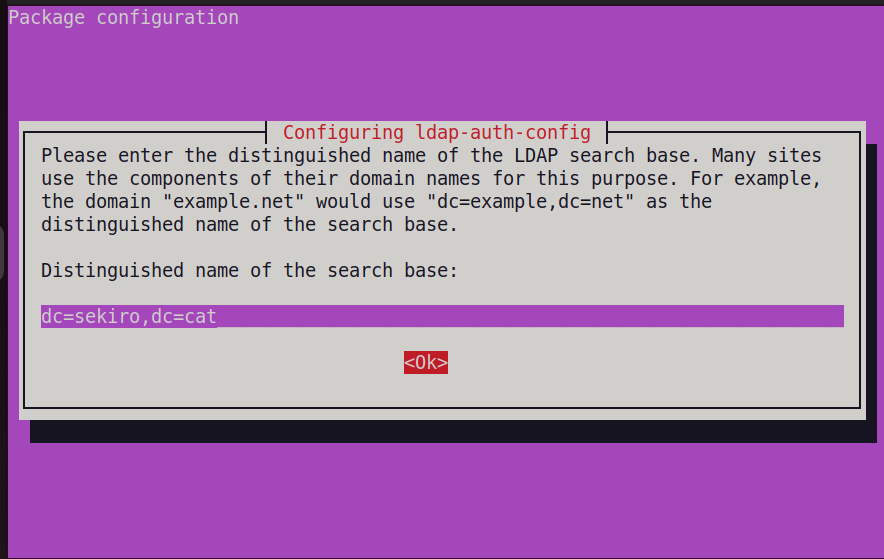 Package configuration
Configuring ldap-auth-config
Please enter the distinguished name of the LDAP search base. Many sites
use the components of their domain names for this purpose. For example,
the domain "example.net" would use "dc=example,dc=net" as the
distinguished name of the search base.
Distinguished name of the search base:
dc=sekiro,dc=cat
<Ok>